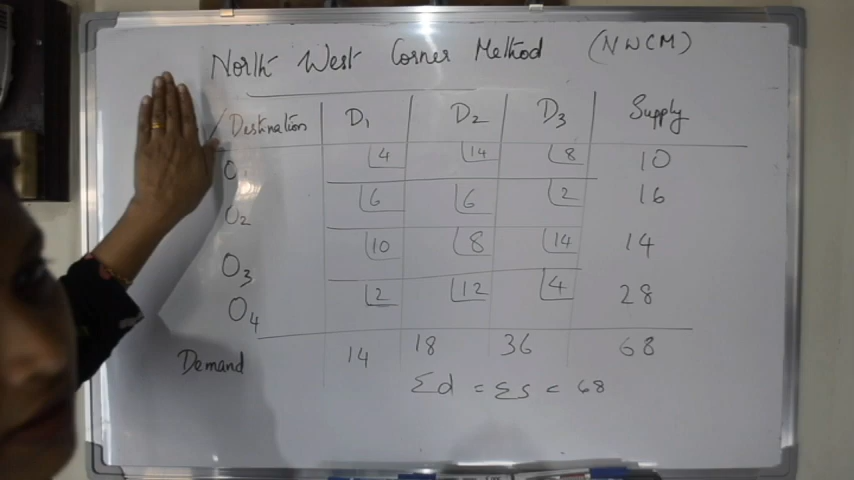 North West Corner Method (NWCM)
Destination D1 D2 D3 Supply
O1 4 14 8 10
O2 6 6 2 16
O3 10 8 14 14
O4 2 12 4 28
Demand 14 18 36 68
Σd = Σs = 68